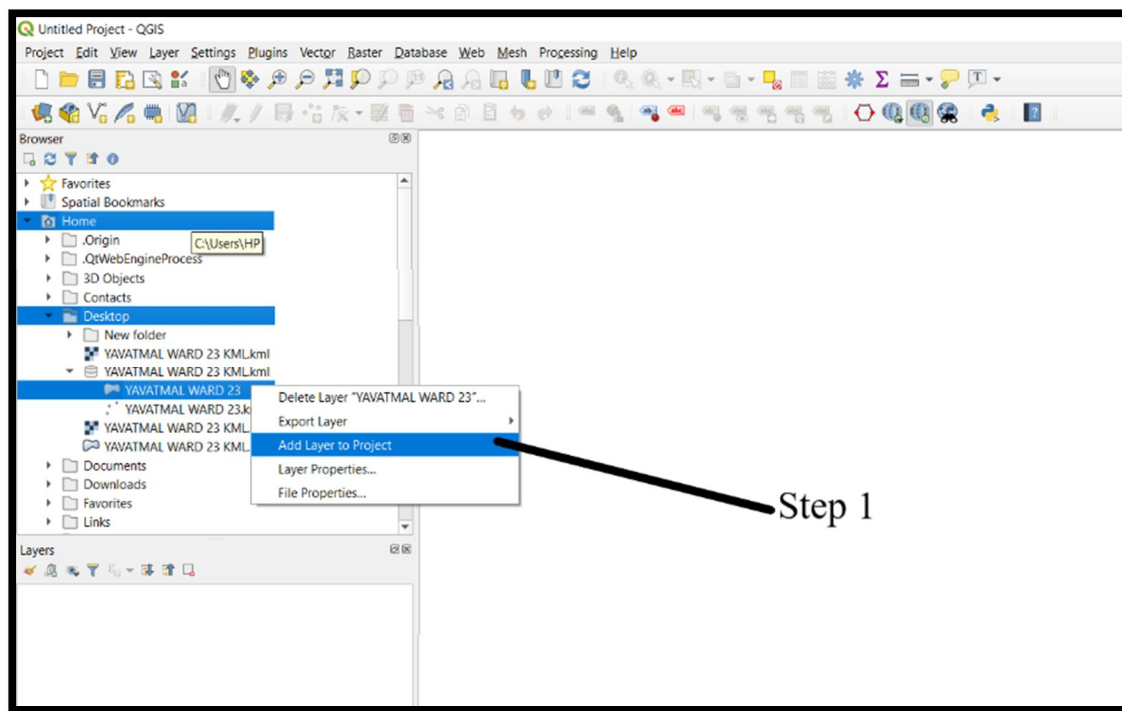 Untitled Project - QGIS
Project Edit View Layer Settings Plugins Vector Raster Database Web Mesh Processing Help
Browser
Favorites
Spatial Bookmarks
Home
.Origin
C:\Users\HP
.QtWebEngineProcess
3D Objects
Contacts
Desktop
New folder
YAVATMAL WARD 23 KML.kml
YAVATMAL WARD 23 KML.kml
YAVATMAL WARD 23
Delete Layer "YAVATMAL WARD 23"...
YAVATMAL WARD 23.k
Export Layer
YAVATMAL WARD 23 KML.
YAVATMAL WARD 23 KML.
Add Layer to Project
Documents
Layer Properties...
Downloads
File Properties...
Favorites
Step 1
Links
Layers